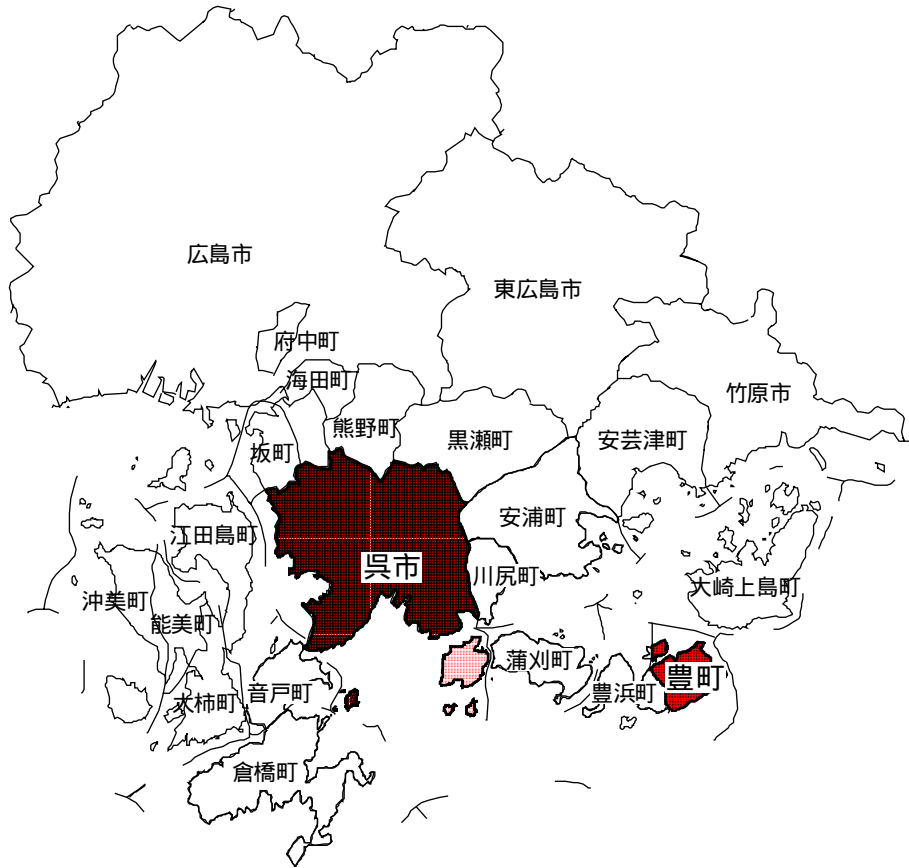 広島市
東広島市
府中町
海田町
竹原市
熊野町
黒瀬町
安芸津町
坂町
安浦町
江田島町
呉市
川尻町
大崎上島町
沖美町
能美町
蒲刈町
豊町
音戸町
豊浜町
大柿町
倉橋町